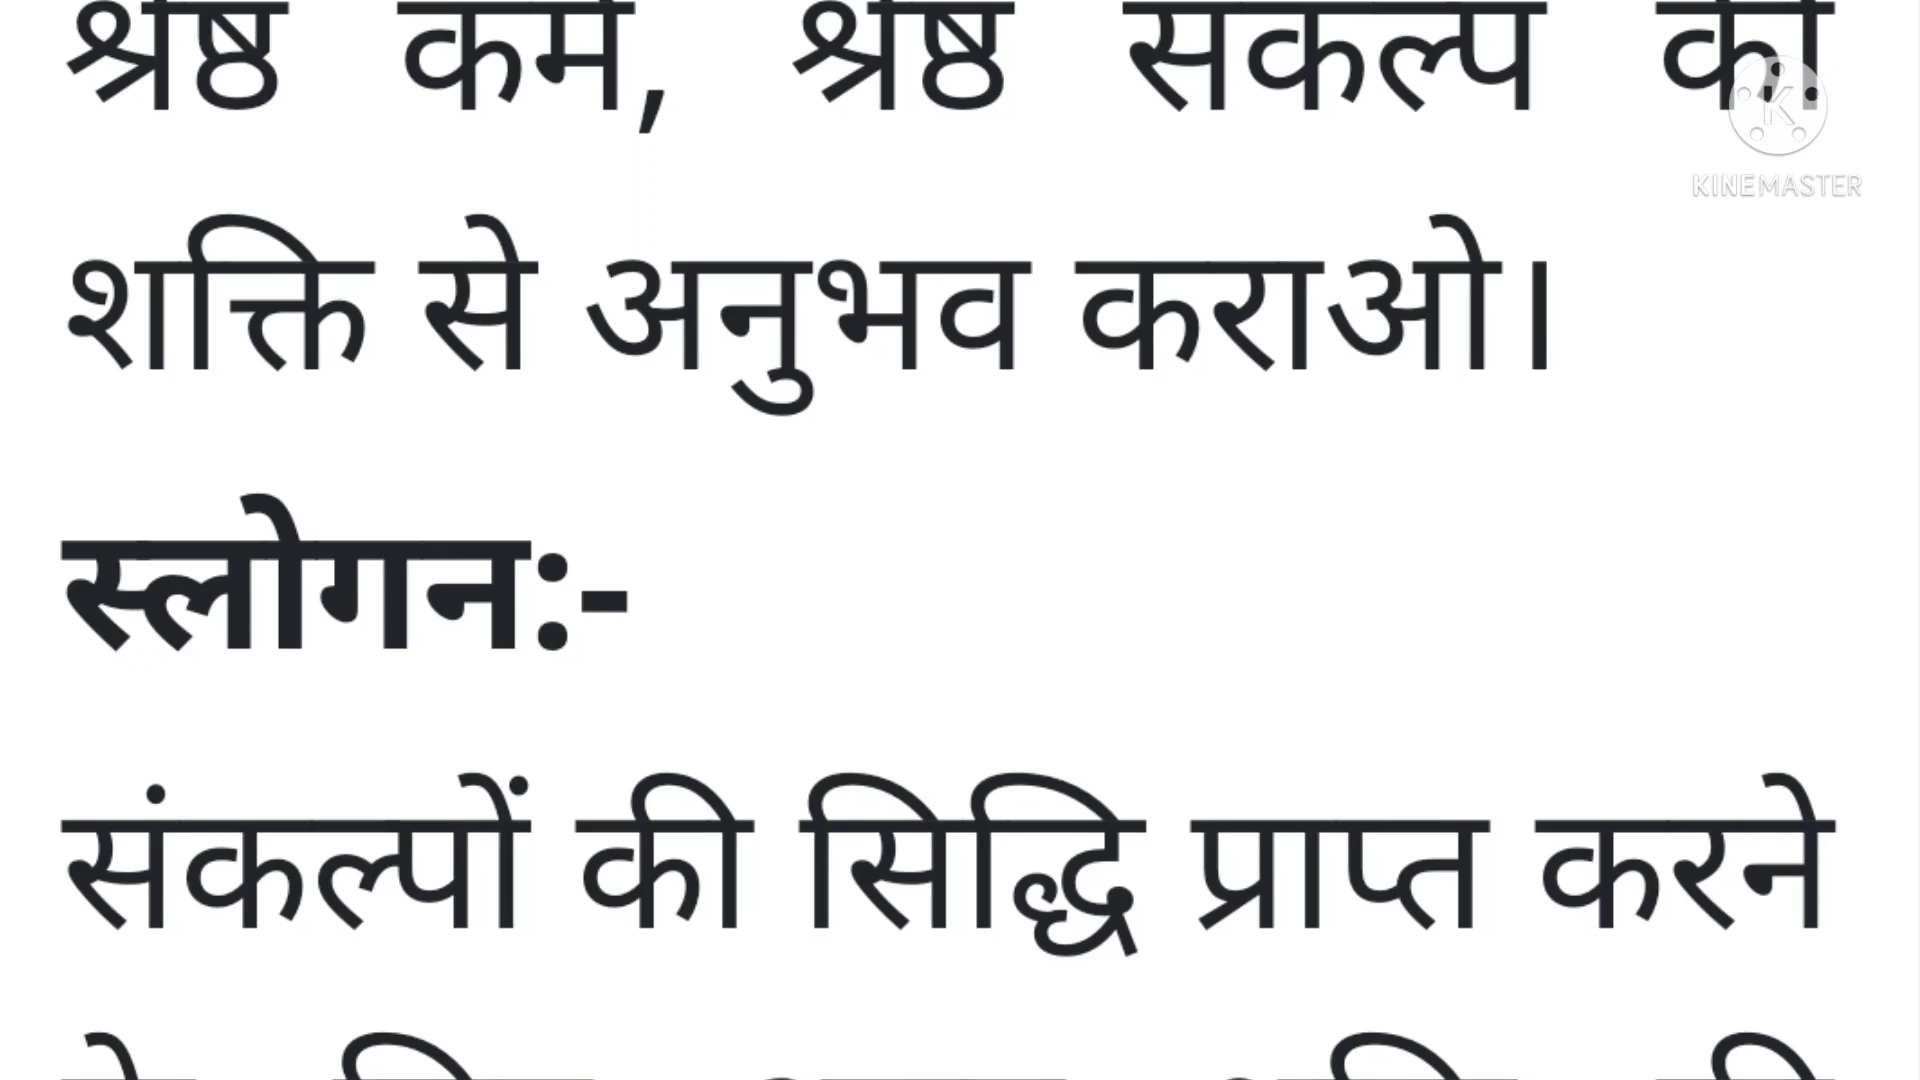 श्रेष्ठ कर्म, श्रेष्ठ संकल्प की
KINEMASTER
शक्ति से अनुभव कराओ।
स्लोगन:-
संकल्पों की सिद्धि प्राप्त करने